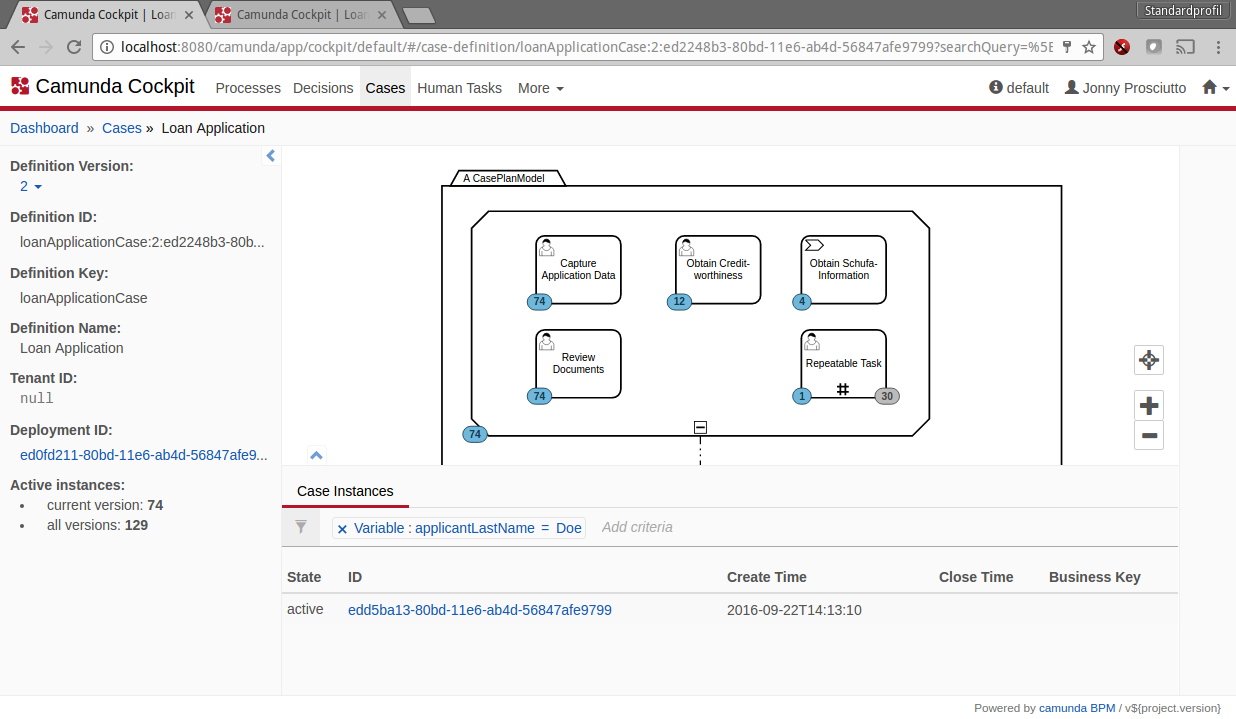 Standardprofil
Camunda Cockpit | Loan
Camunda Cockpit | Loan
localhost:8080/camunda/app/cockpit/default/#/case-definition/loanApplicationCase:2:ed2248b3-80bd-11e6-ab4d-56847afe9799?searchQuery=%5E
Camunda Cockpit Processes Decisions Cases Human Tasks More default Jonny Prosciutto
Dashboard » Cases » Loan Application
Definition Version:
2
Definition ID:
loanApplicationCase:2:ed2248b3-80b...
Definition Key:
loanApplicationCase
Definition Name:
Loan Application
Tenant ID:
null
Deployment ID:
ed0fd211-80bd-11e6-ab4d-56847afe9...
Active instances:
• current version: 74
• all versions: 129
A CasePlanModel
Capture
Application Data
74
Obtain Credit-
worthiness
12
Obtain Schufa-
Information
4
Review
Documents
74
Repeatable Task
1 30
74
Case Instances
Variable : applicantLastName = Doe Add criteria
State ID Create Time Close Time Business Key
active edd5ba13-80bd-11e6-ab4d-56847afe9799 2016-09-22T14:13:10
Powered by camunda BPM / v${project.version}